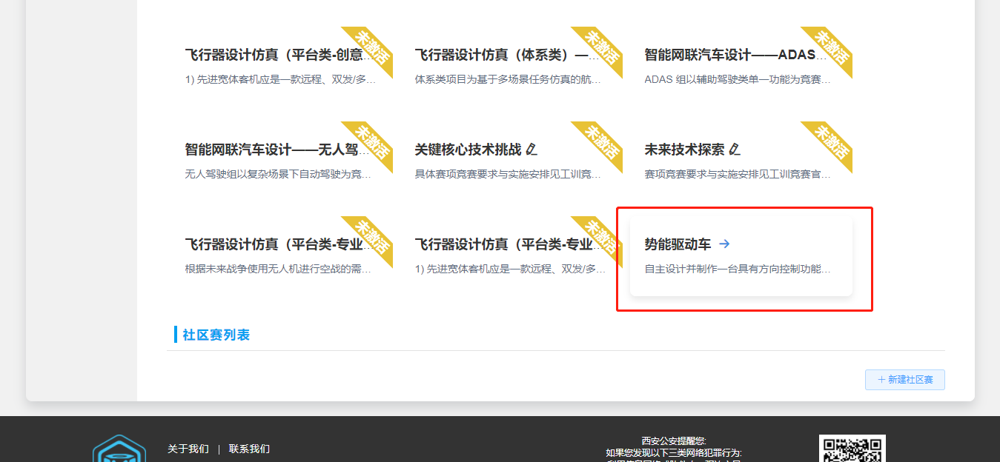 未激活
未激活
未激活
飞行器设计仿真（平台类-创意...
飞行器设计仿真（体系类）—...
智能网联汽车设计——ADAS...
1) 先进宽体客机应是一款远程、双发/多...
体系类项目为基于多场景任务仿真的航...
ADAS 组以辅助驾驶类单一功能为竞赛...
未激活
未激活
未激活
智能网联汽车设计——无人驾...
关键核心技术挑战
未来技术探索
无人驾驶组以复杂场景下自动驾驶为竞...
具体赛项竞赛要求与实施安排见工训竞...
赛项竞赛要求与实施安排见工训竞赛官...
未激活
未激活
飞行器设计仿真（平台类-专业...
飞行器设计仿真（平台类-专业...
势能驱动车 →
根据未来战争使用无人机进行空战的需...
1) 先进宽体客机应是一款远程、双发/多...
自主设计并制作一台具有方向控制功能...
社区赛列表
+ 新建社区赛
关于我们 | 联系我们
西安公安提醒您:
如果您发现以下三类网络犯罪行为: